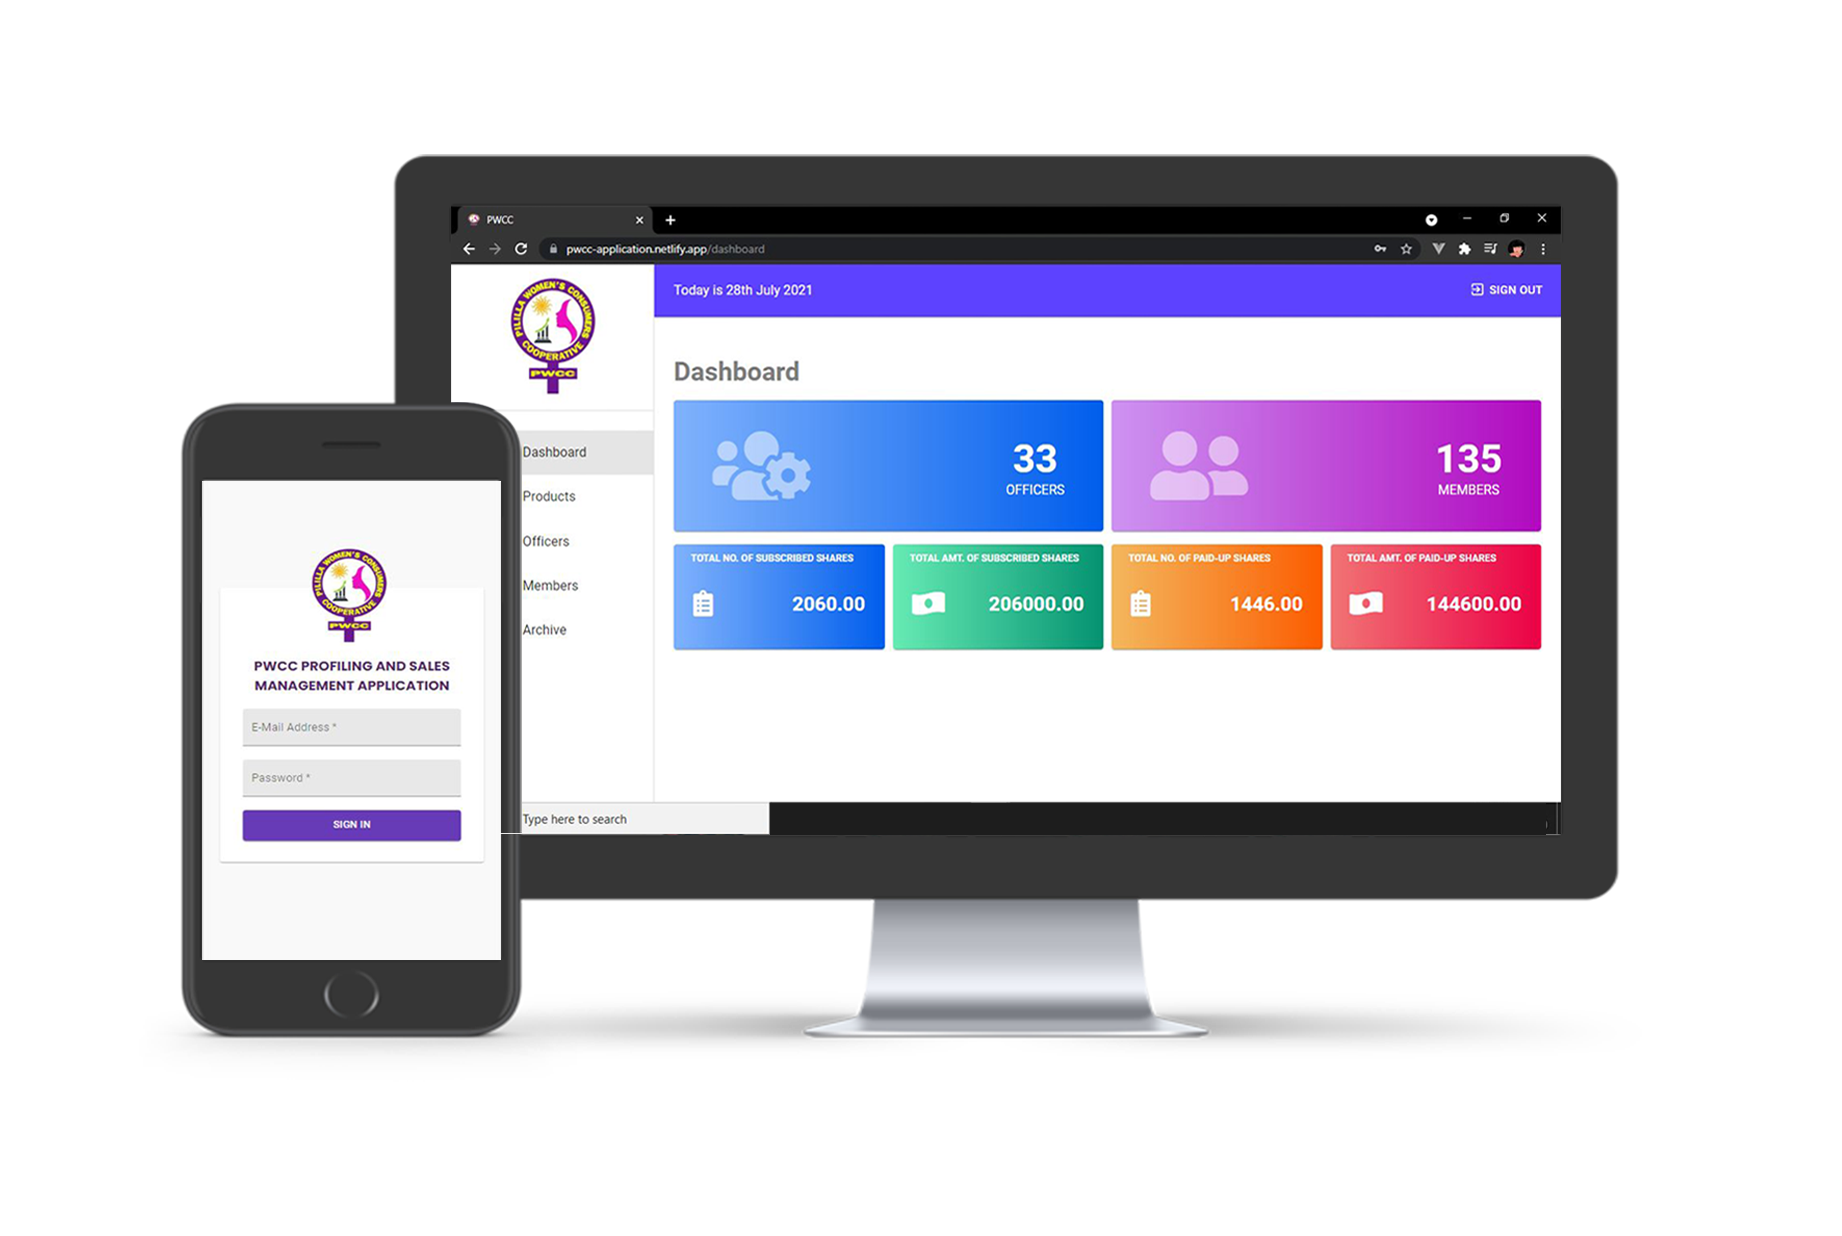 PWCC
pwcc-application.netlify.app/dashboard
PILILLA WOMEN'S CONSUMERS
COOPERATIVE
PWCC
Today is 28th July 2021
SIGN OUT
Dashboard
Products
Officers
Members
Archive
Dashboard
33
OFFICERS
135
MEMBERS
TOTAL NO. OF SUBSCRIBED SHARES
2060.00
TOTAL AMT. OF SUBSCRIBED SHARES
206000.00
TOTAL NO. OF PAID-UP SHARES
1446.00
TOTAL AMT. OF PAID-UP SHARES
144600.00
Type here to search
PILILLA WOMEN'S CONSUMERS
COOPERATIVE
PWCC
PWCC PROFILING AND SALES
MANAGEMENT APPLICATION
E-Mail Address *
Password *
SIGN IN